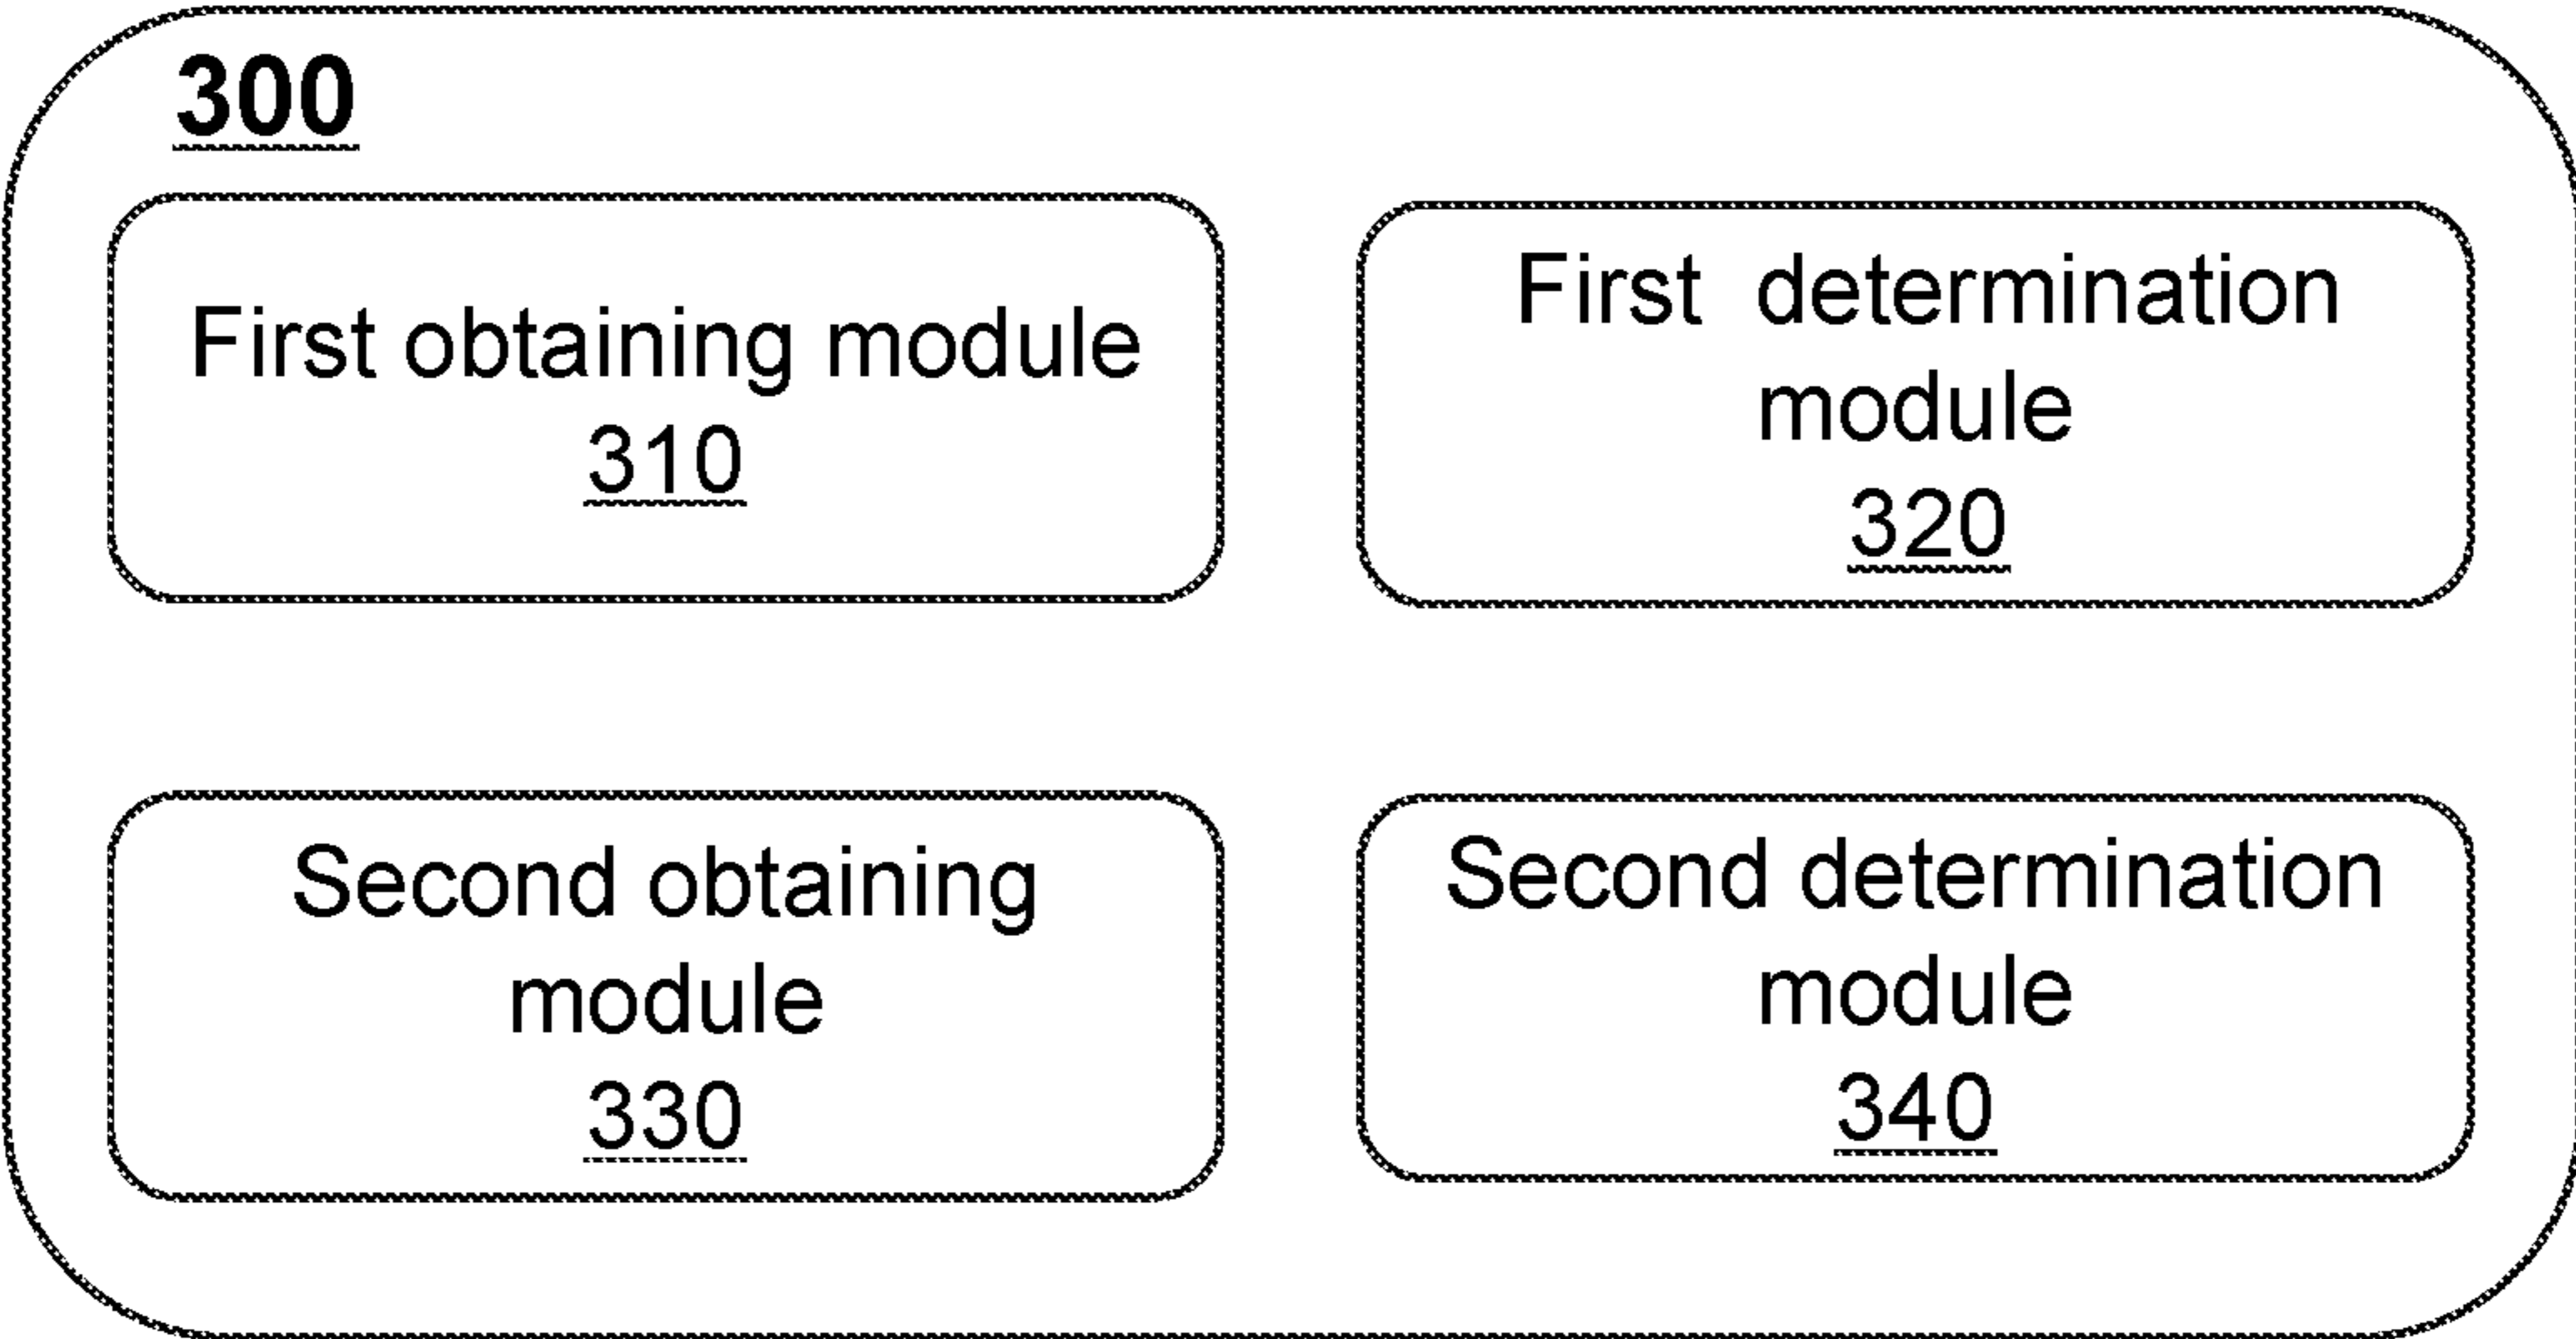 300
First obtaining module
310
First determination
module
320
Second obtaining
module
330
Second determination
module
340